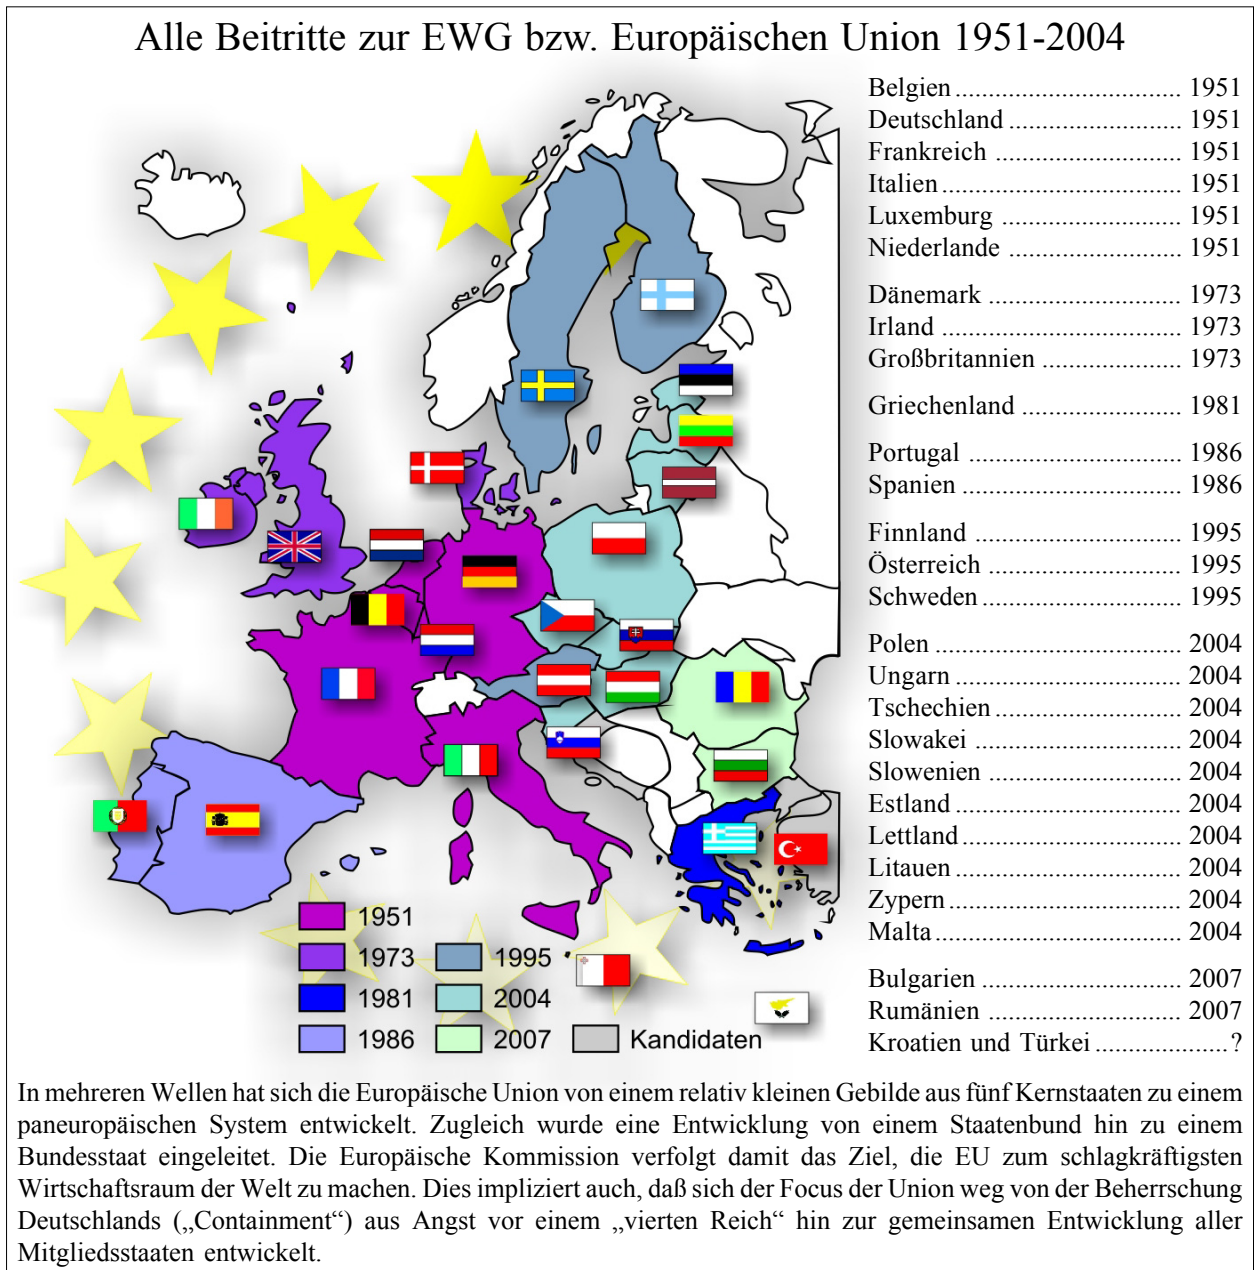 Alle Beitritte zur EWG bzw. Europäischen Union 1951-2004
Belgien ................................ 1951
Deutschland ........................ 1951
Frankreich ........................... 1951
Italien .................................. 1951
Luxemburg ......................... 1951
Niederlande ......................... 1951
Dänemark ........................... 1973
Irland .................................. 1973
Großbritannien .................... 1973
Griechenland ...................... 1981
Portugal ............................... 1986
Spanien ............................... 1986
Finnland .............................. 1995
Österreich ........................... 1995
Schweden ........................... 1995
Polen ................................... 2004
Ungarn ................................ 2004
Tschechien .......................... 2004
Slowakei ............................. 2004
Slowenien ........................... 2004
Estland ................................ 2004
Lettland ............................... 2004
Litauen ................................ 2004
Zypern ................................. 2004
Malta ................................... 2004
Bulgarien ............................ 2007
Rumänien ........................... 2007
Kroatien und Türkei ...................?
1951
1973
1981
1986
1995
2004
2007
Kandidaten
In mehreren Wellen hat sich die Europäische Union von einem relativ kleinen Gebilde aus fünf Kernstaaten zu einem
paneuropäischen System entwickelt. Zugleich wurde eine Entwicklung von einem Staatenbund hin zu einem
Bundesstaat eingeleitet. Die Europäische Kommission verfolgt damit das Ziel, die EU zum schlagkräftigsten
Wirtschaftsraum der Welt zu machen. Dies impliziert auch, daß sich der Focus der Union weg von der Beherrschung
Deutschlands („Containment“) aus Angst vor einem „vierten Reich“ hin zur gemeinsamen Entwicklung aller
Mitgliedsstaaten entwickelt.